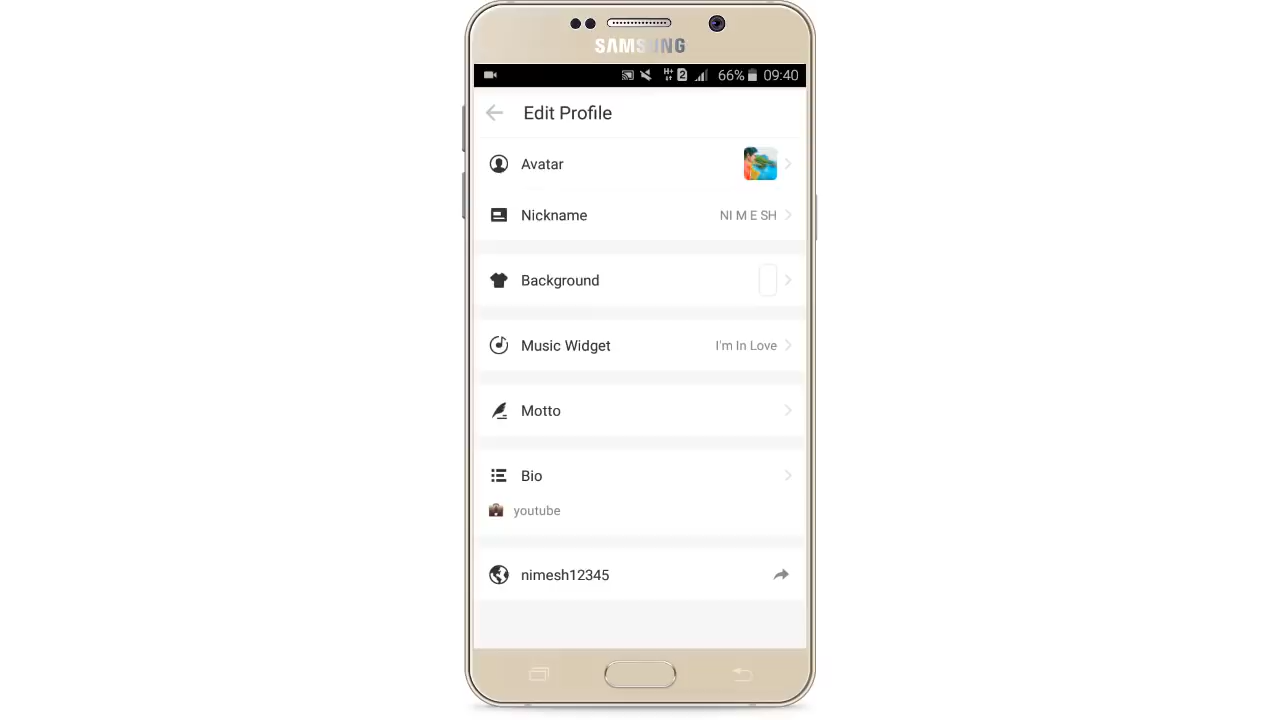 SAMSUNG
2 66% 09:40
Edit Profile
Avatar
Nickname NI M E SH
Background
Music Widget I'm In Love
Motto
Bio
youtube
nimesh12345